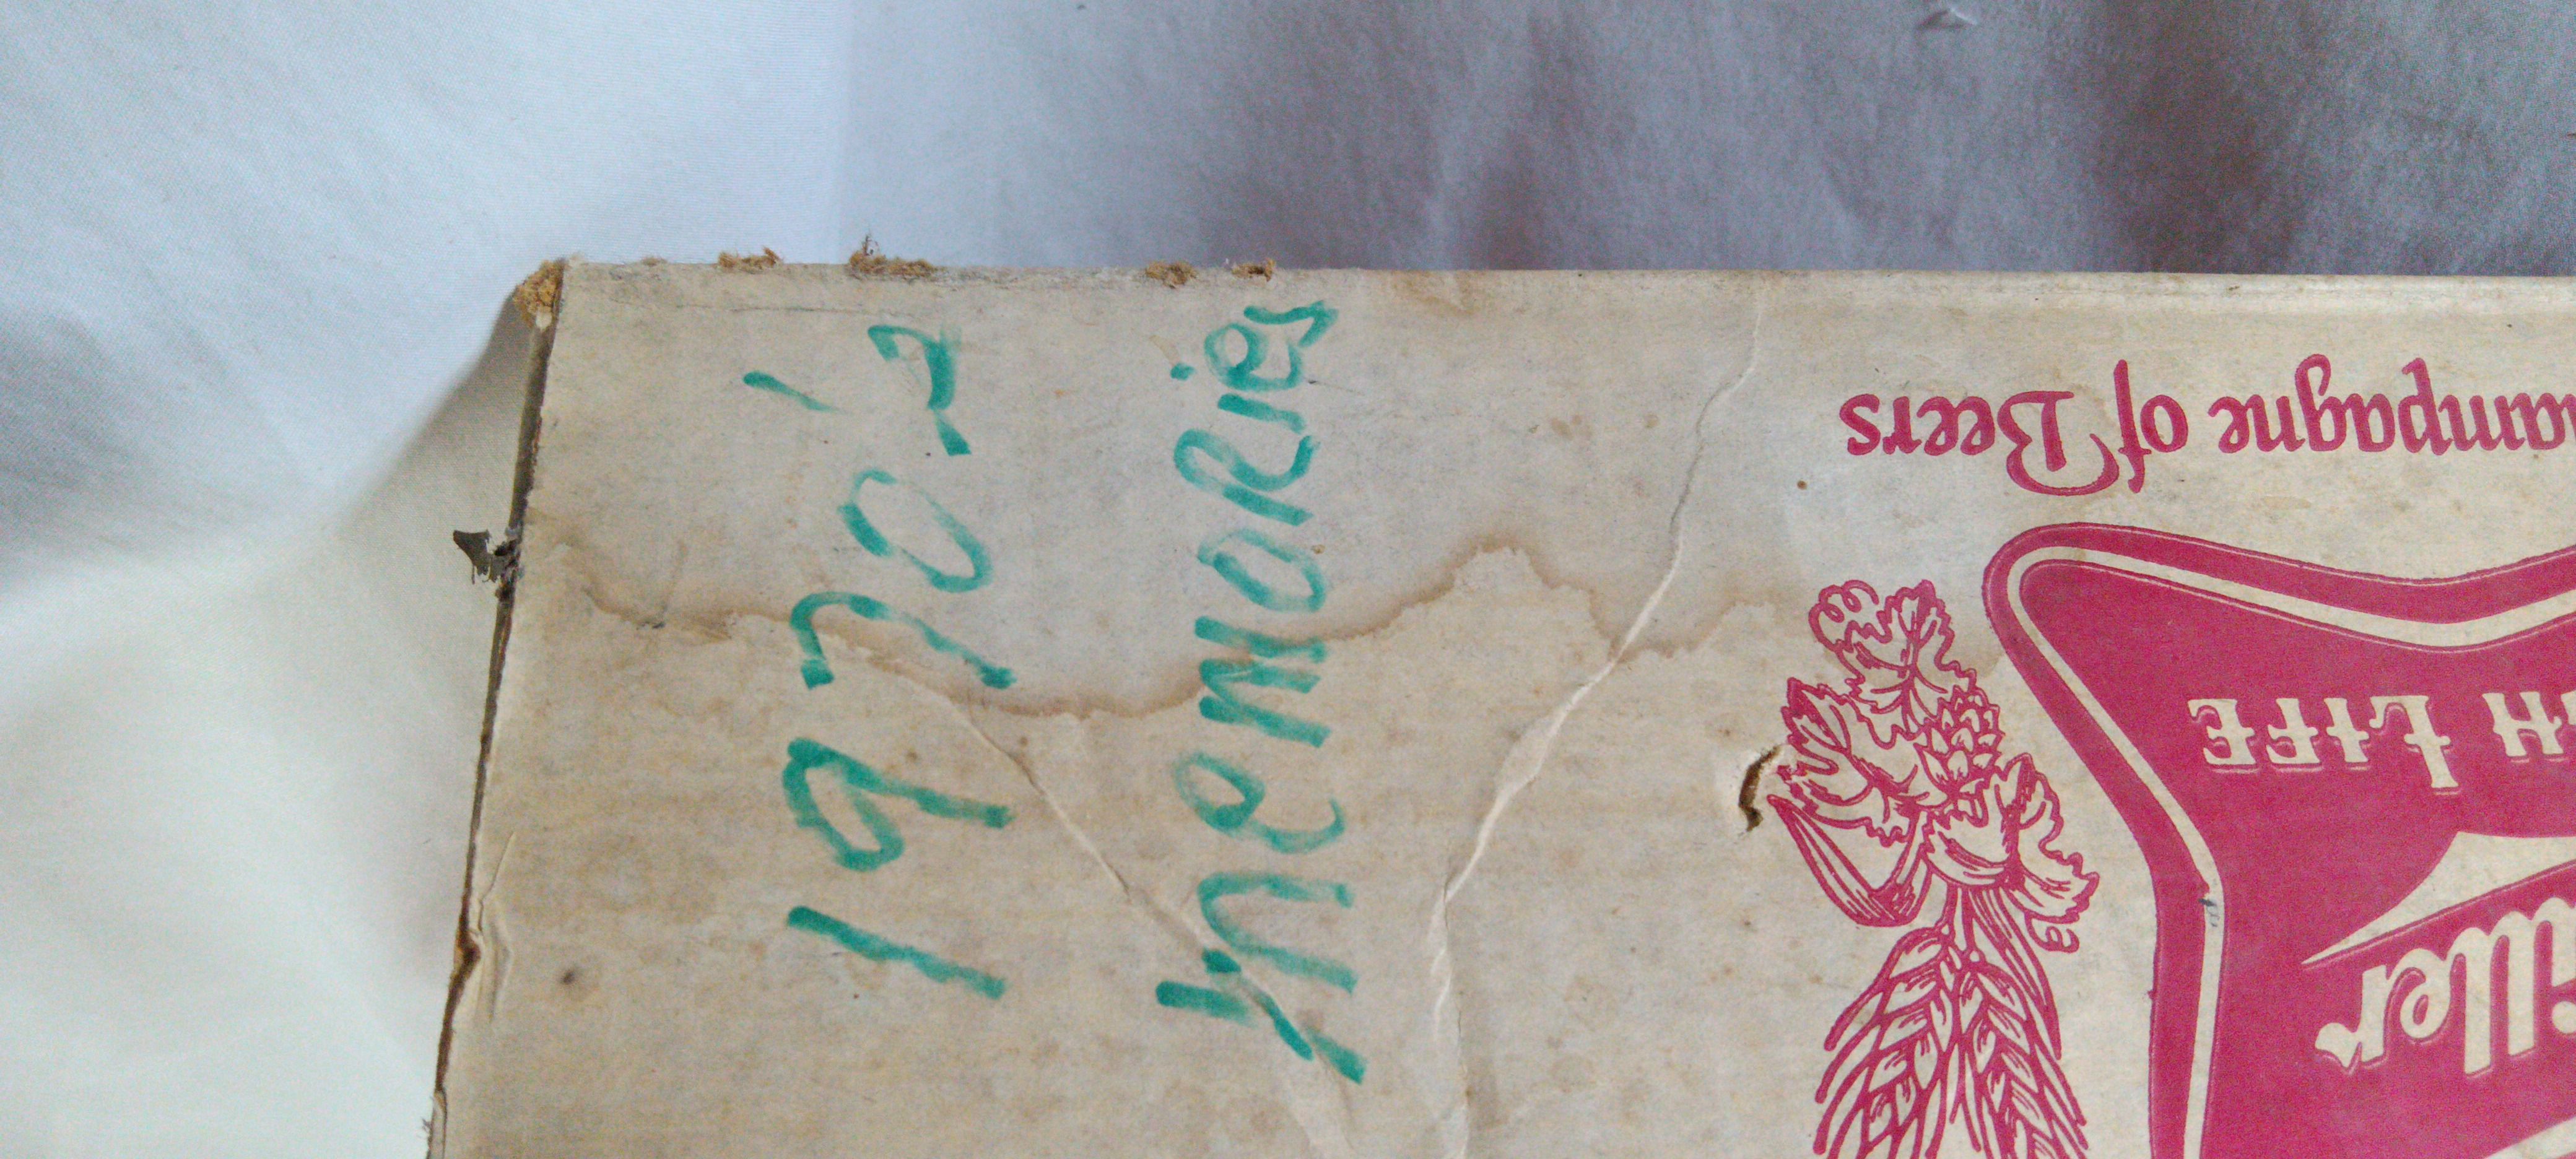 1970's
memoRies
Champagne of Beers
HIGH LIFE
Miller